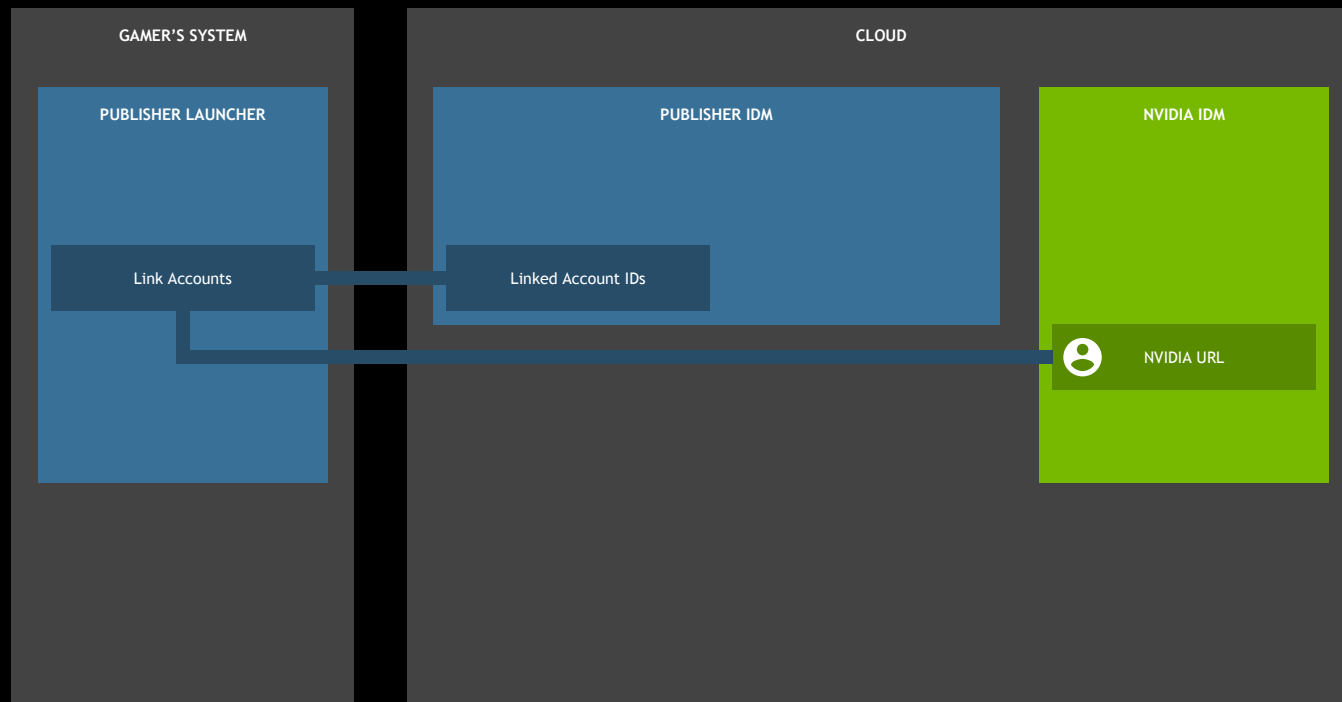 GAMER’S SYSTEM
CLOUD
PUBLISHER LAUNCHER
PUBLISHER IDM
NVIDIA IDM
Link Accounts
Linked Account IDs
NVIDIA URL